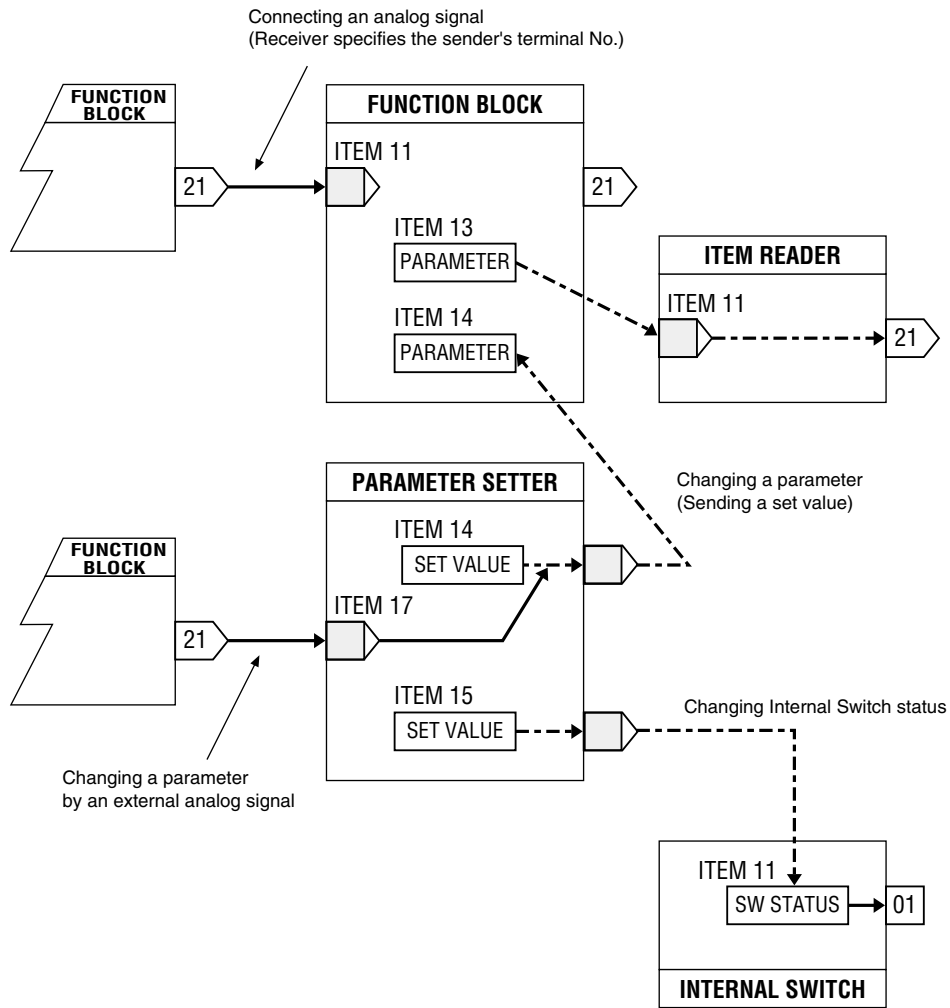 Connecting an analog signal
(Receiver specifies the sender's terminal No.)
FUNCTION
BLOCK
21
FUNCTION BLOCK
ITEM 11
21
ITEM 13
PARAMETER
ITEM 14
PARAMETER
ITEM READER
ITEM 11
21
Changing a parameter
(Sending a set value)
PARAMETER SETTER
ITEM 14
SET VALUE
FUNCTION
BLOCK
21
ITEM 17
ITEM 15
SET VALUE
Changing Internal Switch status
Changing a parameter
by an external analog signal
ITEM 11
SW STATUS
01
INTERNAL SWITCH